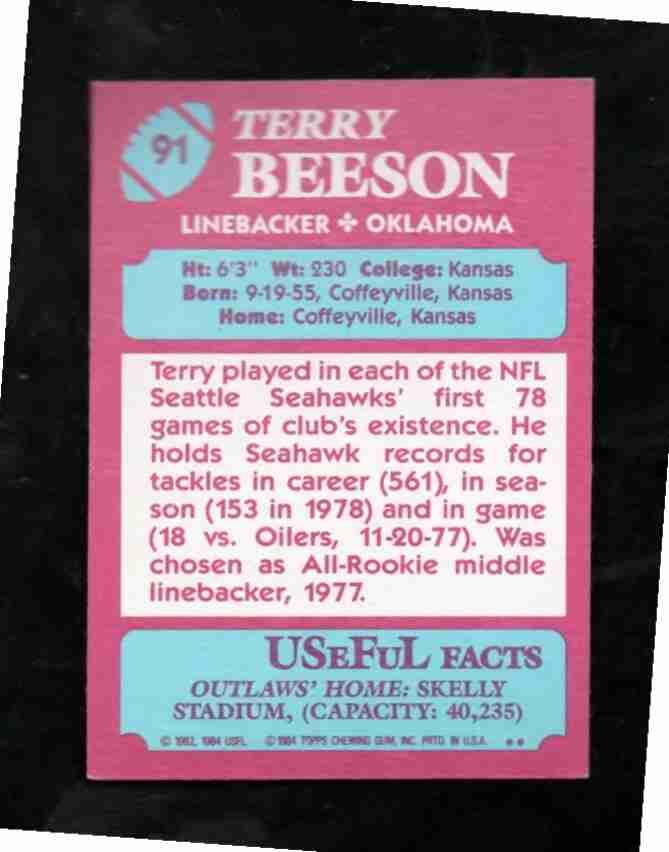 91
TERRY
BEESON
LINEBACKER ✤ OKLAHOMA
Ht: 6'3" Wt: 230 College: Kansas
Born: 9-19-55, Coffeyville, Kansas
Home: Coffeyville, Kansas
Terry played in each of the NFL
Seattle Seahawks' first 78
games of club's existence. He
holds Seahawk records for
tackles in career (561), in sea-
son (153 in 1978) and in game
(18 vs. Oilers, 11-20-77). Was
chosen as All-Rookie middle
linebacker, 1977.
USEFUL FACTS
OUTLAWS' HOME: SKELLY
STADIUM, (CAPACITY: 40,235)
© 1982, 1984 USFL © 1984 TOPPS CHEWING GUM, INC. PRTD. IN U.S.A. **